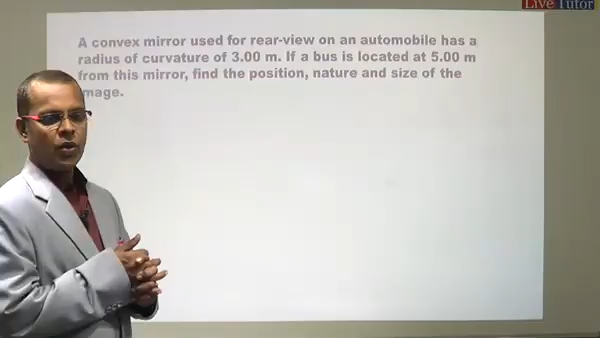 Live Tutor
A convex mirror used for rear-view on an automobile has a
radius of curvature of 3.00 m. If a bus is located at 5.00 m
from this mirror, find the position, nature and size of the
image.